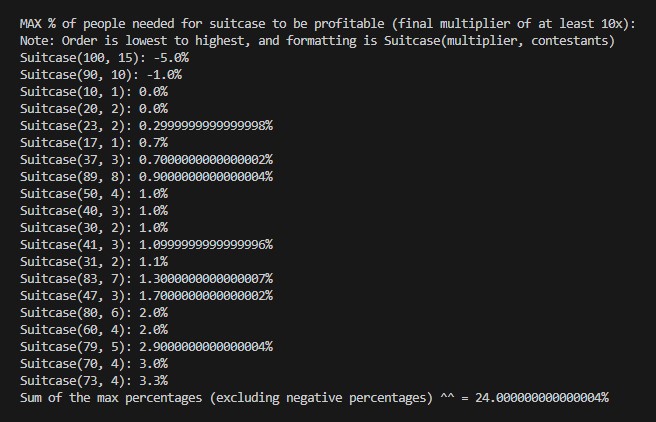 MAX % of people needed for suitcase to be profitable (final multiplier of at least 10x):
Note: Order is lowest to highest, and formatting is Suitcase(multiplier, contestants)
Suitcase(100, 15): -5.0%
Suitcase(90, 10): -1.0%
Suitcase(10, 1): 0.0%
Suitcase(20, 2): 0.0%
Suitcase(23, 2): 0.2999999999999998%
Suitcase(17, 1): 0.7%
Suitcase(37, 3): 0.7000000000000002%
Suitcase(89, 8): 0.9000000000000004%
Suitcase(50, 4): 1.0%
Suitcase(40, 3): 1.0%
Suitcase(30, 2): 1.0%
Suitcase(41, 3): 1.0999999999999996%
Suitcase(31, 2): 1.1%
Suitcase(83, 7): 1.3000000000000007%
Suitcase(47, 3): 1.7000000000000002%
Suitcase(80, 6): 2.0%
Suitcase(60, 4): 2.0%
Suitcase(79, 5): 2.9000000000000004%
Suitcase(70, 4): 3.0%
Suitcase(73, 4): 3.3%
Sum of the max percentages (excluding negative percentages) ^^ = 24.000000000000004%